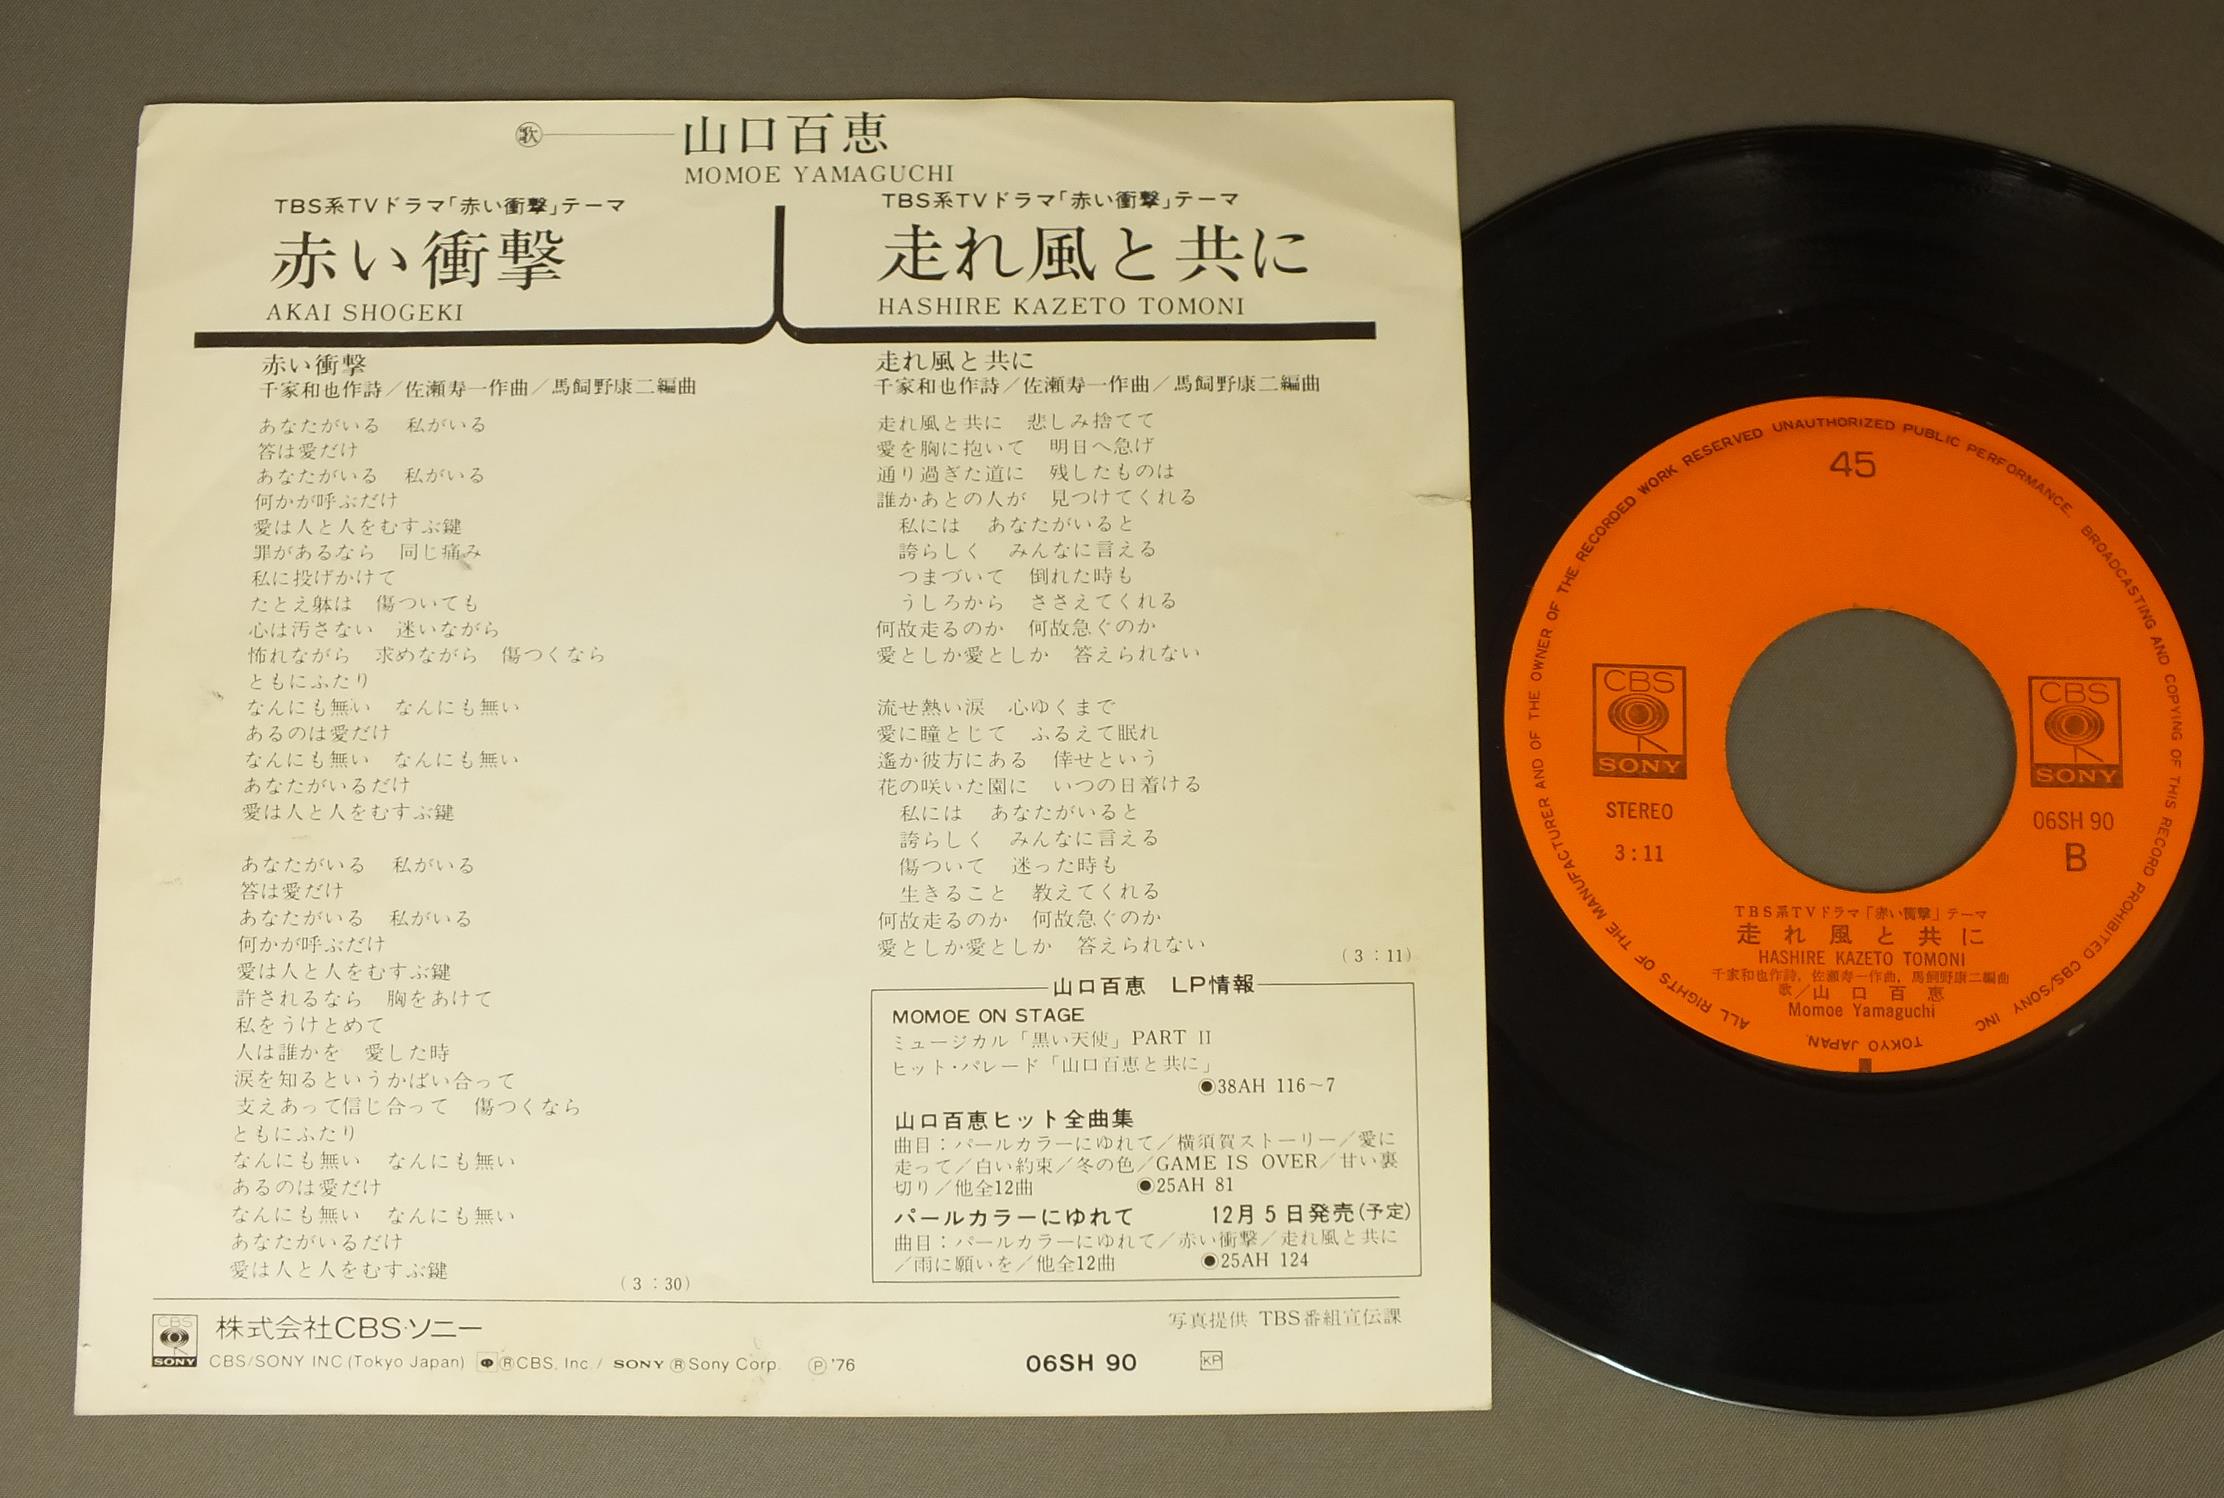 歌 山口百恵
MOMOE YAMAGUCHI
TBS系TVドラマ「赤い衝撃」テーマ
赤い衝撃
AKAI SHOGEKI
TBS系TVドラマ「赤い衝撃」テーマ
走れ風と共に
HASHIRE KAZETO TOMONI
赤い衝撃
千家和也作詩/佐瀬寿一作曲/馬飼野康二編曲
あなたがいる 私がいる
答は愛だけ
あなたがいる 私がいる
何かが呼ぶだけ
愛は人と人をむすぶ鍵
罪があるなら 同じ痛み
私に投げかけて
たとえ躰は 傷ついても
心は汚さない 迷いながら
怖れながら 求めながら 傷つくなら
ともにふたり
なんにも無い なんにも無い
あるのは愛だけ
なんにも無い なんにも無い
あなたがいるだけ
愛は人と人をむすぶ鍵
あなたがいる 私がいる
答は愛だけ
あなたがいる 私がいる
何かが呼ぶだけ
愛は人と人をむすぶ鍵
許されるなら 胸をあけて
私をうけとめて
人は誰かを 愛した時
涙を知るというかばい合って
支えあって信じ合って 傷つくなら
ともにふたり
なんにも無い なんにも無い
あるのは愛だけ
なんにも無い なんにも無い
あなたがいるだけ
愛は人と人をむすぶ鍵
(3:30)
走れ風と共に
千家和也作詩/佐瀬寿一作曲/馬飼野康二編曲
走れ風と共に 悲しみ捨てて
愛を胸に抱いて 明日へ急げ
通り過ぎた道に 残したものは
誰かあとの人が 見つけてくれる
私には あなたがいると
誇らしく みんなに言える
つまづいて 倒れた時も
うしろから ささえてくれる
何故走るのか 何故急ぐのか
愛としか愛としか 答えられない
流せ熱い涙 心ゆくまで
愛に瞳とじて ふるえて眠れ
遙か彼方にある 倖せという
花の咲いた園に いつの日着ける
私には あなたがいると
誇らしく みんなに言える
傷ついて 迷った時も
生きること 教えてくれる
何故走るのか 何故急ぐのか
愛としか愛としか 答えられない
(3:11)
山口百恵 LP情報
MOMOE ON STAGE
ミュージカル「黒い天使」PART II
ヒット・パレード「山口百恵と共に」
●38AH 116〜7
山口百恵ヒット全曲集
曲目:パールカラーにゆれて/横須賀ストーリー/愛に
走って/白い約束/冬の色/GAME IS OVER/甘い裏
切り/他全12曲 ●25AH 81
パールカラーにゆれて 12月5日発売(予定)
曲目:パールカラーにゆれて/赤い衝撃/走れ風と共に
/雨に願いを/他全12曲 ●25AH 124
写真提供 TBS番組宣伝課
CBS
SONY
株式会社CBS・ソニー
CBS/SONY INC (Tokyo Japan) ®CBS, Inc. / SONY ®Sony Corp. ℗'76
06SH 90
KP
ALL RIGHTS OF THE MANUFACTURER AND OF THE OWNER OF THE RECORDED WORK RESERVED UNAUTHORIZED PUBLIC PERFORMANCE. BROADCASTING AND COPYING OF THIS RECORD PROHIBITED CBS/SONY INC
TOKYO JAPAN.
45
CBS
SONY
STEREO
3:11
CBS
SONY
06SH 90
B
TBS系TVドラマ「赤い衝撃」テーマ
走れ風と共に
HASHIRE KAZETO TOMONI
千家和也作詩, 佐瀬寿一作曲, 馬飼野康二編曲
歌/山口百恵
Momoe Yamaguchi